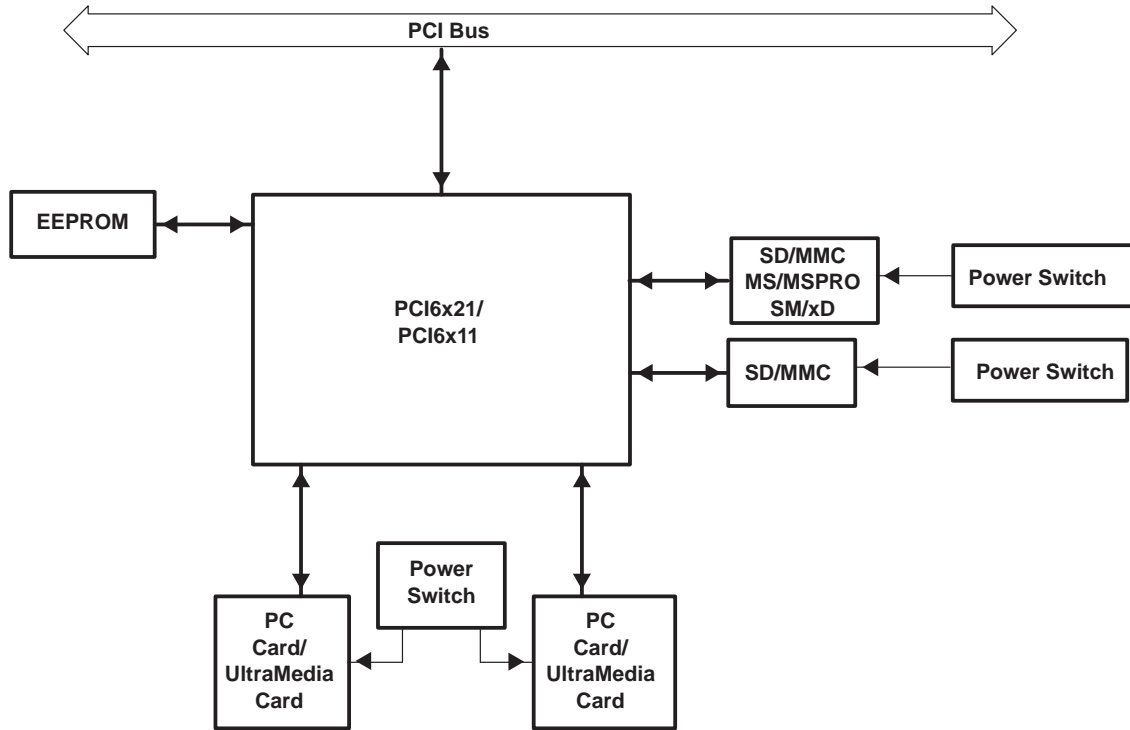 PCI Bus
EEPROM
PCI6x21/
PCI6x11
SD/MMC
MS/MSPRO
SM/xD
Power Switch
SD/MMC
Power Switch
Power
Switch
PC
Card/
UltraMedia
Card
PC
Card/
UltraMedia
Card